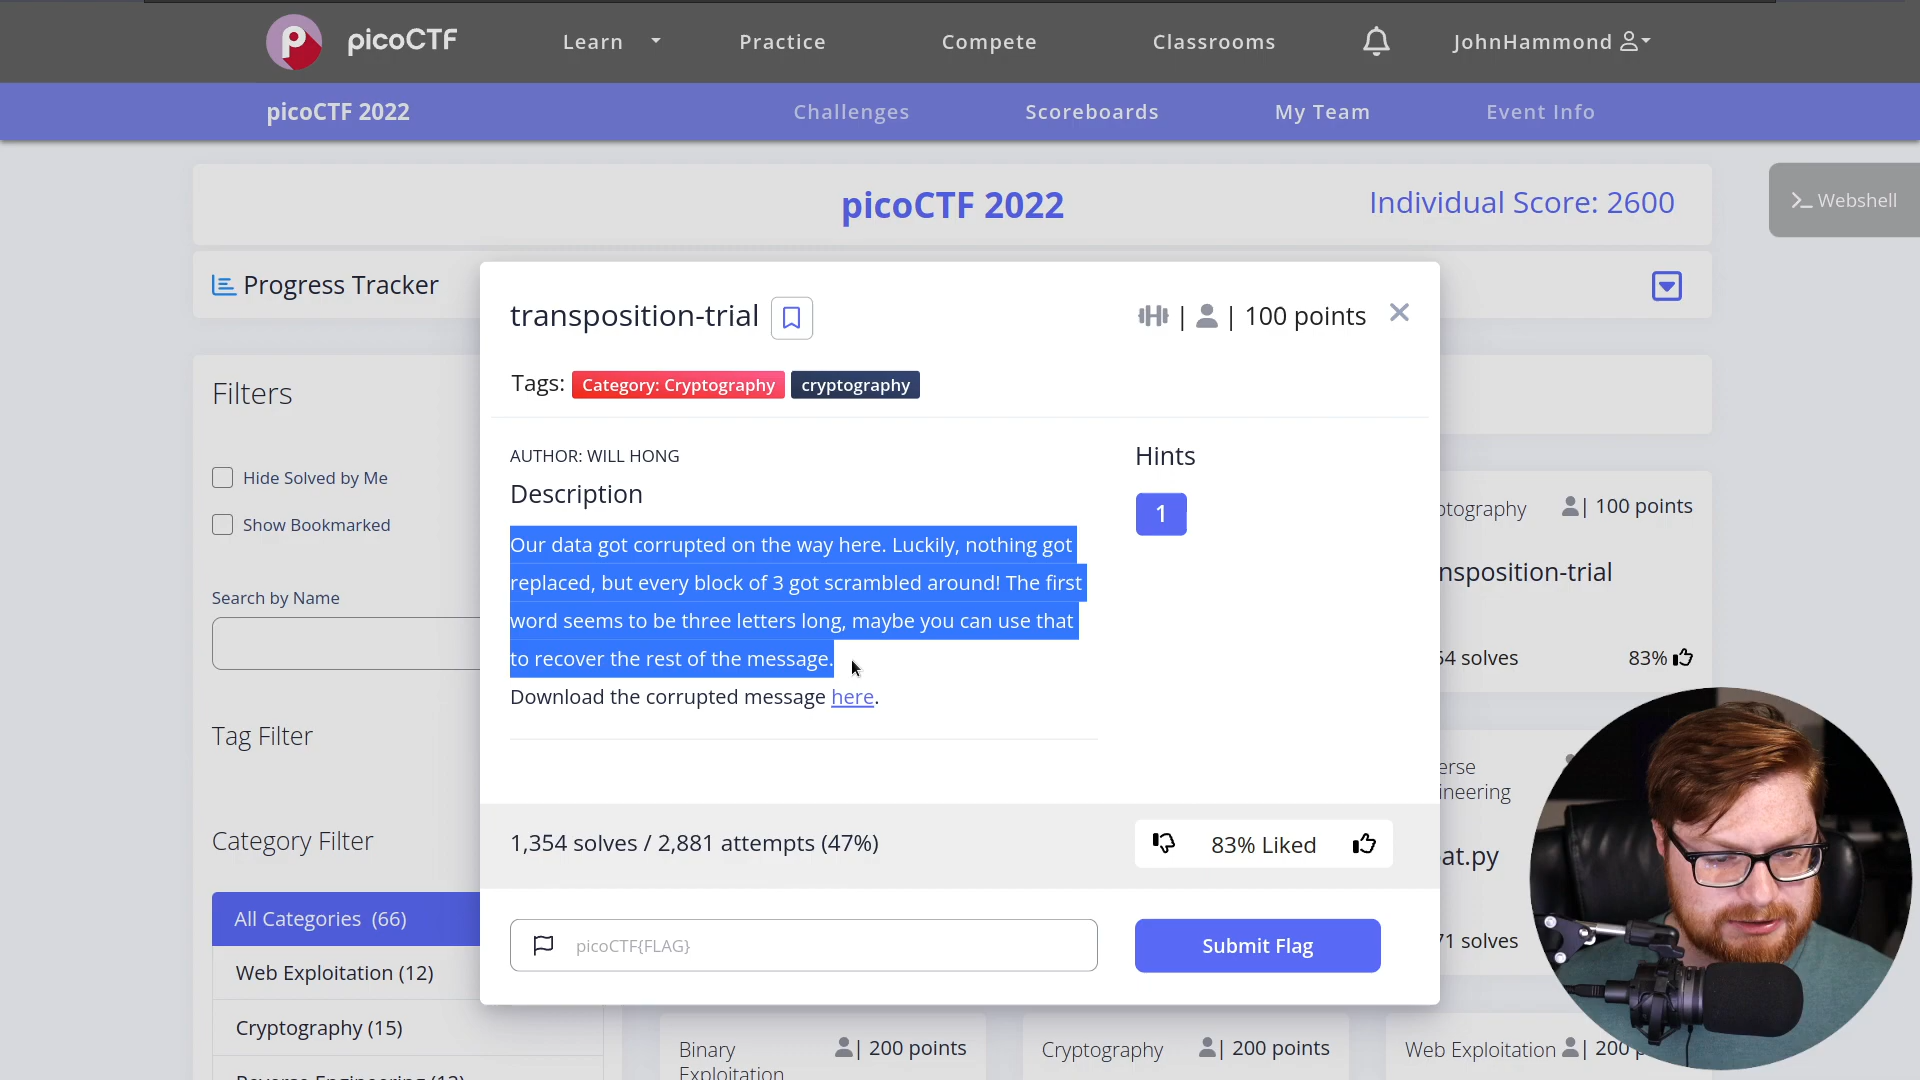 picoCTF
Learn
Practice
Compete
Classrooms
JohnHammond
picoCTF 2022
Challenges
Scoreboards
My Team
Event Info
picoCTF 2022
Individual Score: 2600
Webshell
Progress Tracker
Filters
Hide Solved by Me
Show Bookmarked
Search by Name
Tag Filter
Category Filter
All Categories (66)
Web Exploitation (12)
Cryptography (15)
transposition-trial
| | 100 points
Tags: Category: Cryptography cryptography
AUTHOR: WILL HONG
Description
Our data got corrupted on the way here. Luckily, nothing got
replaced, but every block of 3 got scrambled around! The first
word seems to be three letters long, maybe you can use that
to recover the rest of the message.
Download the corrupted message here.
Hints
1
1,354 solves / 2,881 attempts (47%)
83% Liked
picoCTF{FLAG}
Submit Flag
ptography | 100 points
nsposition-trial
54 solves 83%
erse
ineering
at.py
71 solves
Binary
Exploitation
| 200 points
Cryptography | 200 points
Web Exploitation | 200 p